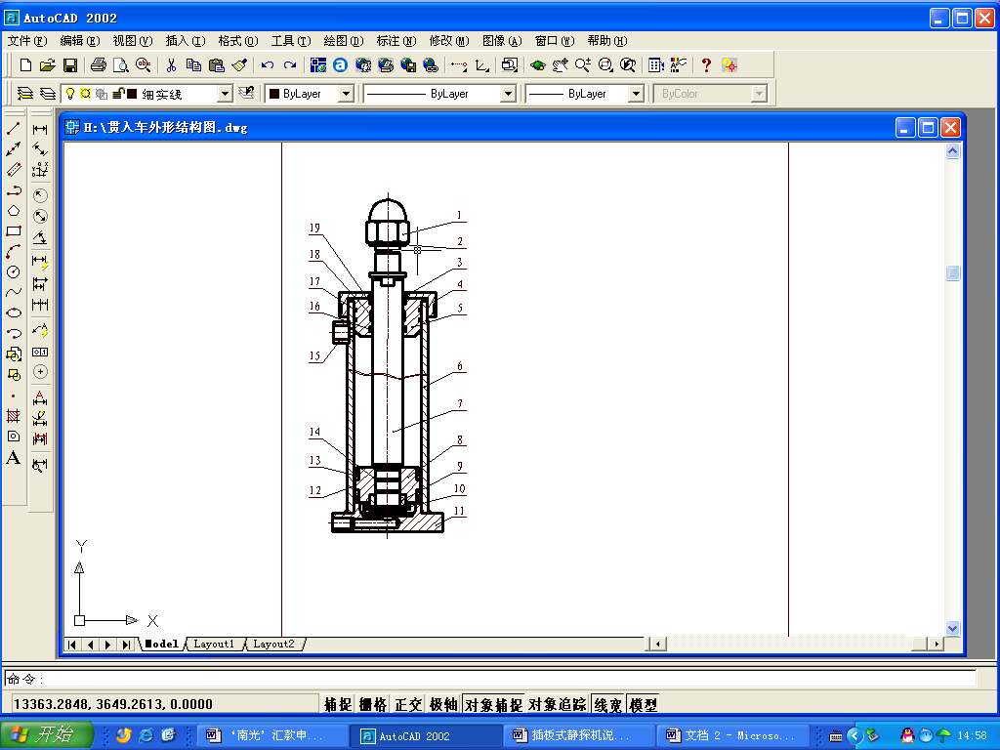 AutoCAD 2002
文件(F) 编辑(E) 视图(V) 插入(I) 格式(O) 工具(T) 绘图(D) 标注(N) 修改(M) 图像(A) 窗口(W) 帮助(H)
细实线 ByLayer ByLayer ByLayer ByColor
H:\贯入车外形结构图.dwg
1
19
2
18
3
17
4
16
5
15
6
7
14
8
13
9
12
10
11
Y
X
Model Layout1 Layout2
命令:
13363.2848, 3649.2613, 0.0000 捕捉 栅格 正交 极轴 对象捕捉 对象追踪 线宽 模型
开始 ‘南光’汇款申... AutoCAD 2002 插板式静探机说... 文档 2 - Microso... 14:58